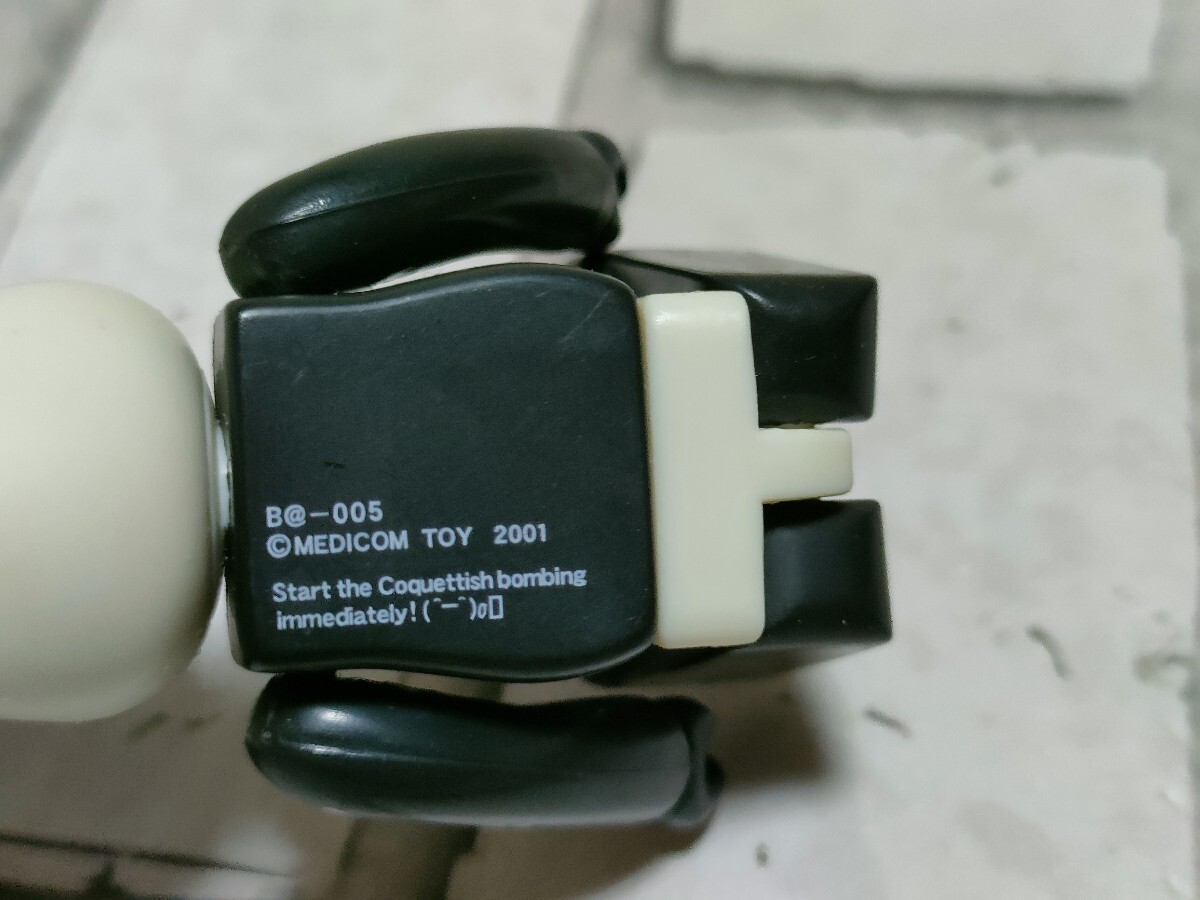 B@-005
©MEDICOM TOY 2001
Start the Coquettish bombing
immediately!(^-^)o▯